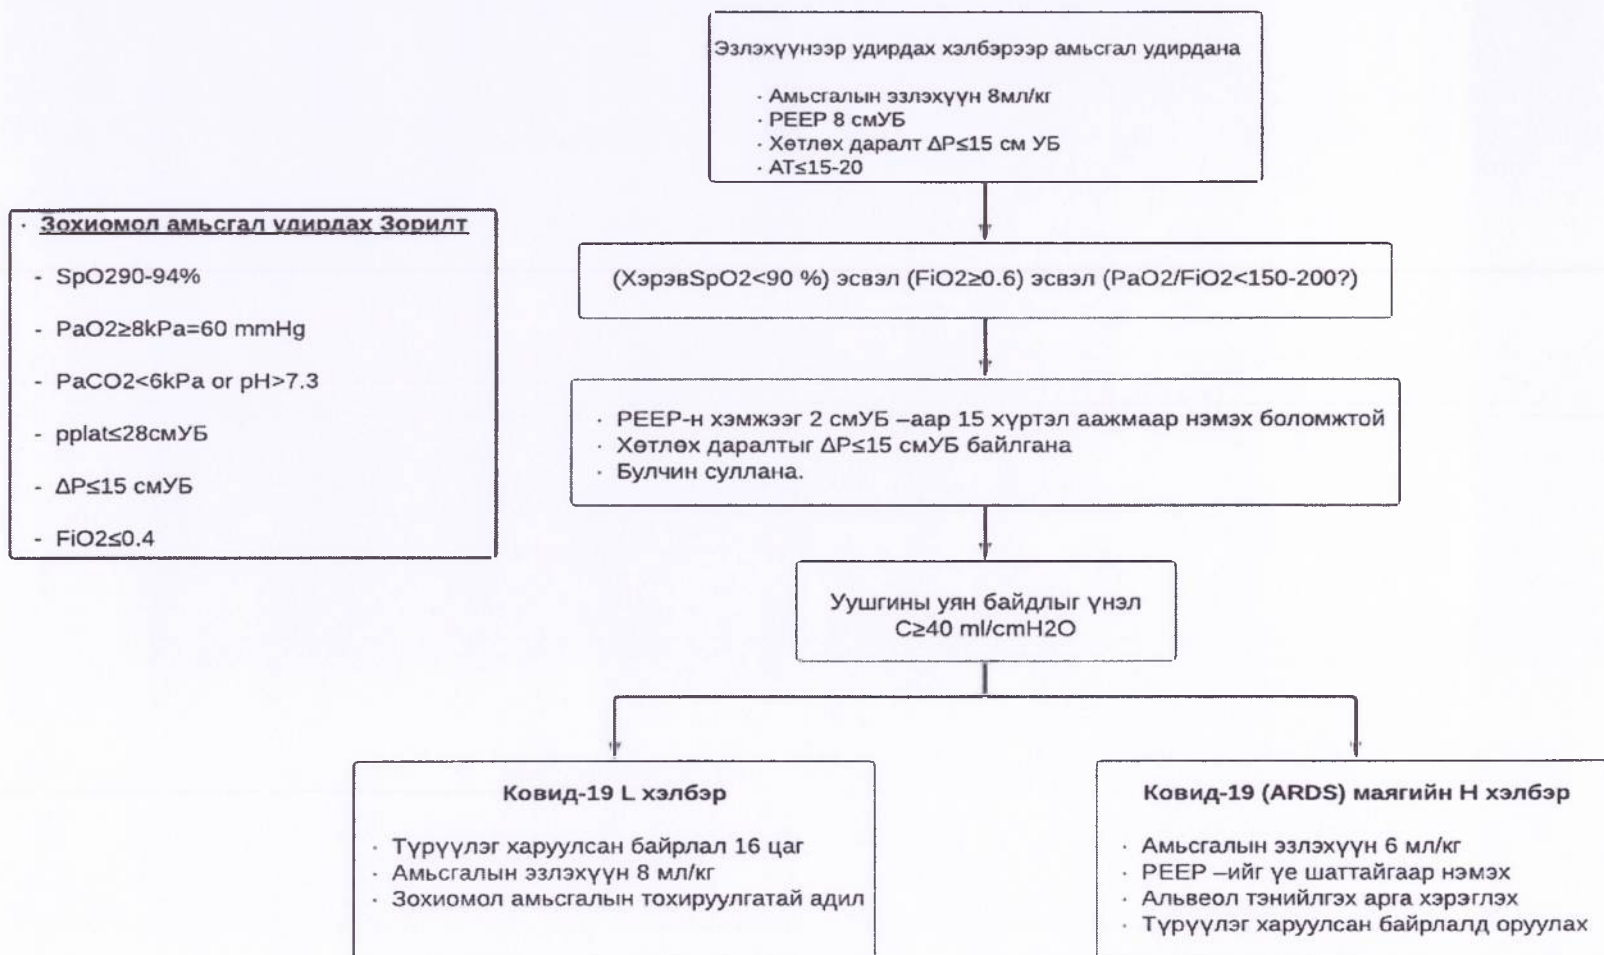 Эзлэхүүнээр удирдах хэлбэрээр амьсгал удирдана
· Амьсгалын эзлэхүүн 8мл/кг
· PEEP 8 смУБ
· Хөтлөх даралт ΔP≤15 см УБ
· АТ≤15-20
· Зохиомол амьсгал удирдах Зорилт
- SpO290-94%
- PaO2≥8kPa=60 mmHg
- PaCO2<6kPa or pH>7.3
- pplat≤28смУБ
- ΔP≤15 смУБ
- FiO2≤0.4
(ХэрэвSpO2<90 %) эсвэл (FiO2≥0.6) эсвэл (PaO2/FiO2<150-200?)
· PEEP-н хэмжээг 2 смУБ –аар 15 хүртэл аажмаар нэмэх боломжтой
· Хөтлөх даралтыг ΔP≤15 смУБ байлгана
· Булчин суллана.
Уушгины уян байдлыг үнэл
C≥40 ml/cmH2O
Ковид-19 L хэлбэр
· Түрүүлэг харуулсан байрлал 16 цаг
· Амьсгалын эзлэхүүн 8 мл/кг
· Зохиомол амьсгалын тохируулгатай адил
Ковид-19 (ARDS) маягийн H хэлбэр
· Амьсгалын эзлэхүүн 6 мл/кг
· PEEP –ийг үе шаттайгаар нэмэх
· Альвеол тэнийлгэх арга хэрэглэх
· Түрүүлэг харуулсан байрлалд оруулах